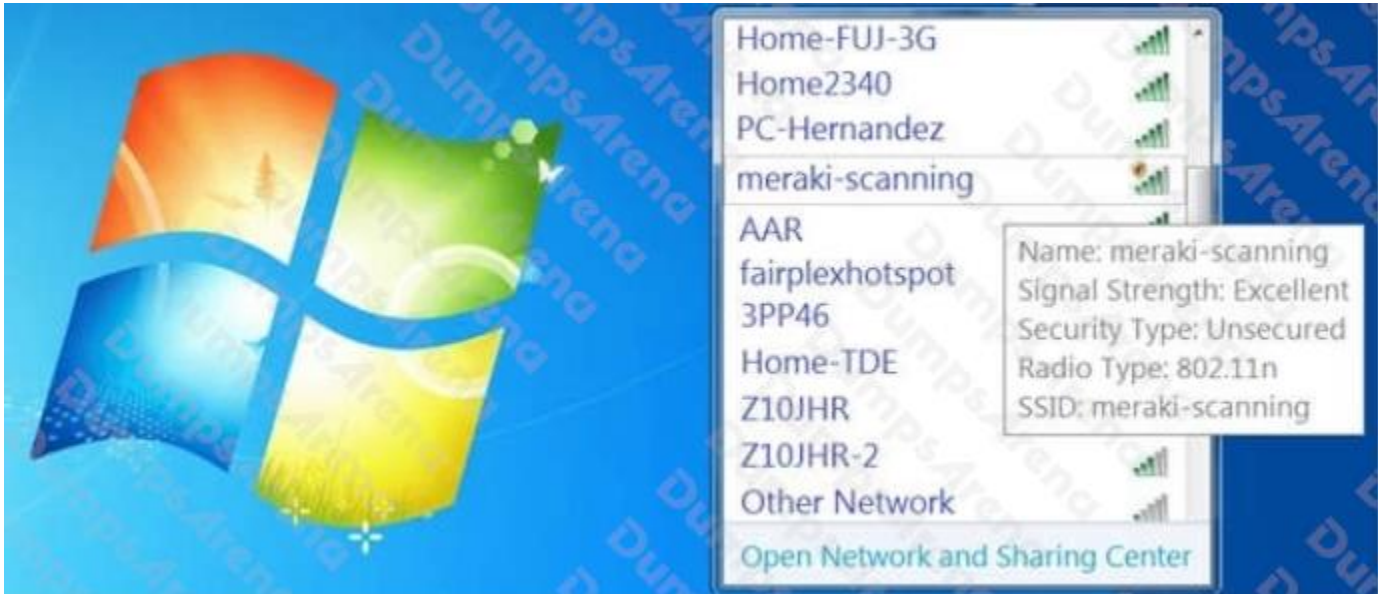 Home-FUJ-3G
Home2340
PC-Hernandez
meraki-scanning
AAR
fairplexhotspot
3PP46
Home-TDE
Z10JHR
Z10JHR-2
Other Network
Open Network and Sharing Center
Name: meraki-scanning
Signal Strength: Excellent
Security Type: Unsecured
Radio Type: 802.11n
SSID: meraki-scanning
DumpsArena